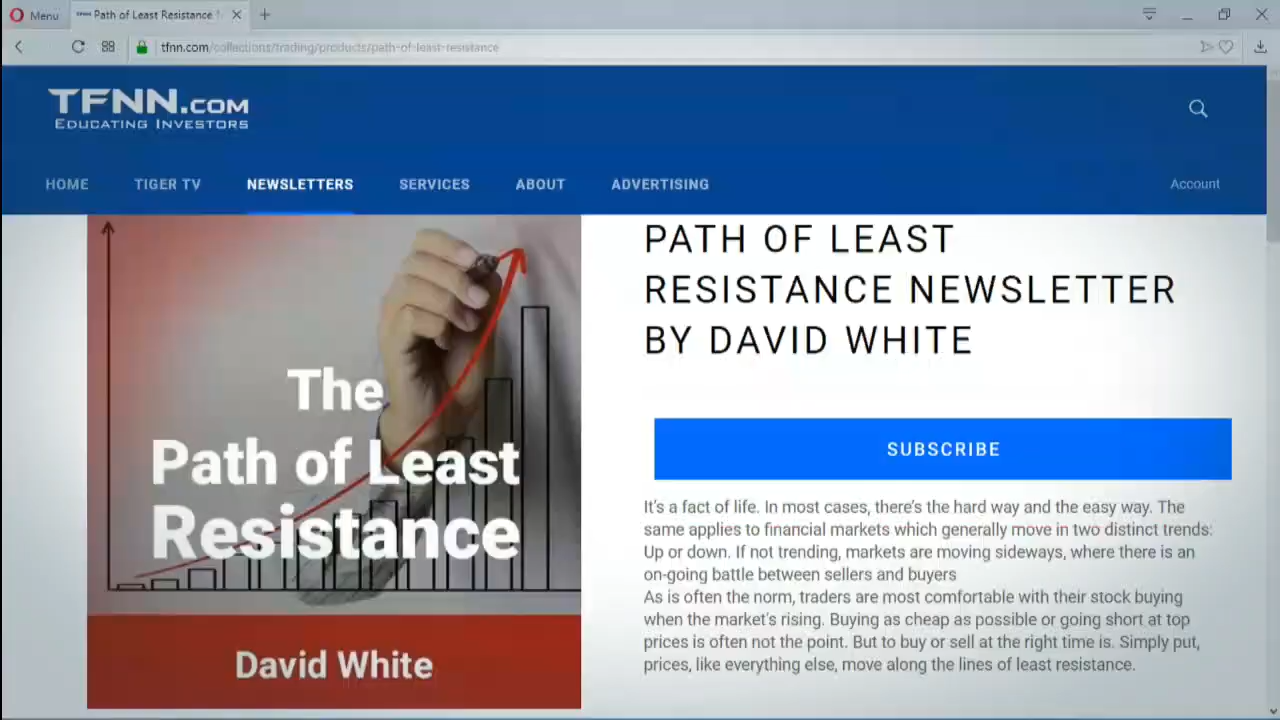 Menu
Path of Least Resistance
tfnn.com/collections/trading/products/path-of-least-resistance
TFNN.COM
EDUCATING INVESTORS
HOME
TIGER TV
NEWSLETTERS
SERVICES
ABOUT
ADVERTISING
Account
The
Path of Least
Resistance
David White
PATH OF LEAST
RESISTANCE NEWSLETTER
BY DAVID WHITE
SUBSCRIBE
It's a fact of life. In most cases, there's the hard way and the easy way. The
same applies to financial markets which generally move in two distinct trends:
Up or down. If not trending, markets are moving sideways, where there is an
on-going battle between sellers and buyers
As is often the norm, traders are most comfortable with their stock buying
when the market's rising. Buying as cheap as possible or going short at top
prices is often not the point. But to buy or sell at the right time is. Simply put,
prices, like everything else, move along the lines of least resistance.